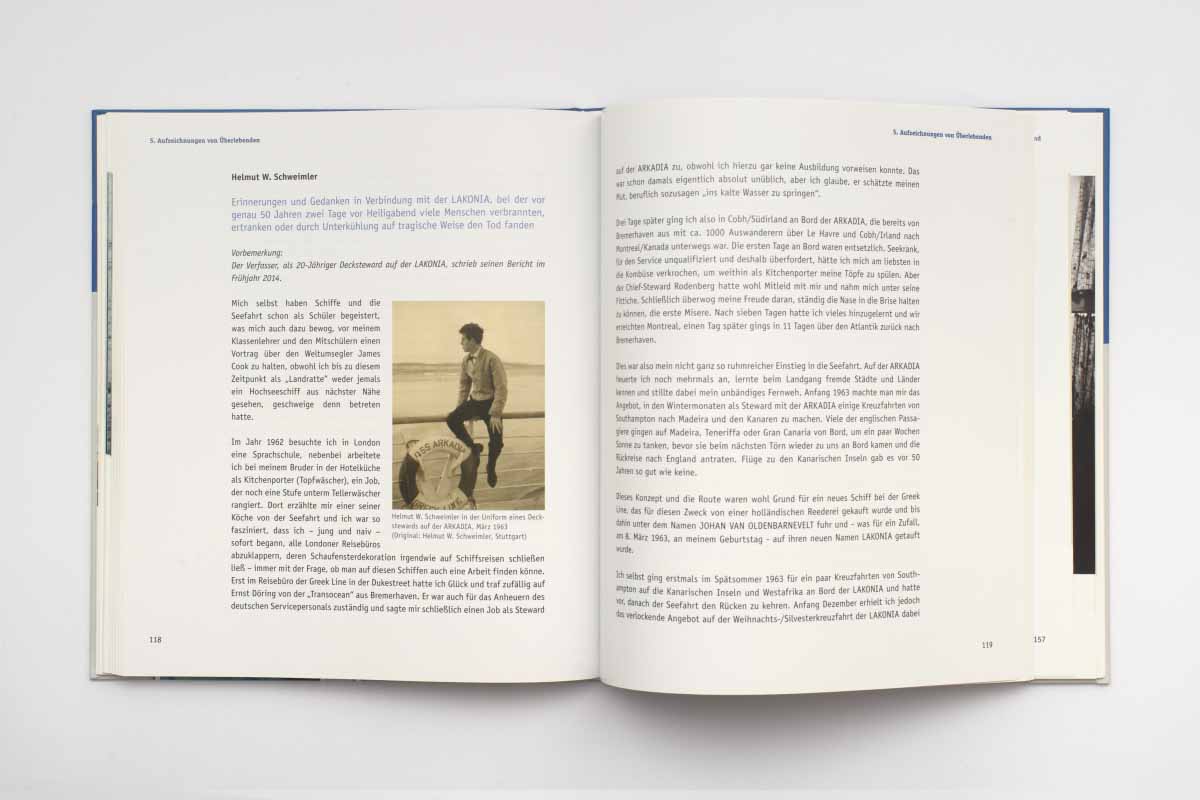 5. Aufzeichnungen von Überlebenden
Helmut W. Schweimler
Erinnerungen und Gedanken in Verbindung mit der LAKONIA, bei der vor
genau 50 Jahren zwei Tage vor Heiligabend viele Menschen verbrannten,
ertranken oder durch Unterkühlung auf tragische Weise den Tod fanden
Vorbemerkung:
Der Verfasser, als 20-Jähriger Decksteward auf der LAKONIA, schrieb seinen Bericht im
Frühjahr 2014.
Mich selbst haben Schiffe und die
Seefahrt schon als Schüler begeistert,
was mich auch dazu bewog, vor meinem
Klassenlehrer und den Mitschülern einen
Vortrag über den Weltumsegler James
Cook zu halten, obwohl ich bis zu diesem
Zeitpunkt als „Landratte" weder jemals
ein Hochseeschiff aus nächster Nähe
gesehen, geschweige denn betreten
hatte.
Im Jahr 1962 besuchte ich in London
eine Sprachschule, nebenbei arbeitete
ich bei meinem Bruder in der Hotelküche
als Kitchenporter (Topfwäscher), ein Job,
der noch eine Stufe unterm Tellerwäscher
rangiert. Dort erzählte mir einer seiner
Köche von der Seefahrt und ich war so
fasziniert, dass ich – jung und naiv –
sofort begann, alle Londoner Reisebüros
abzuklappern, deren Schaufensterdekoration irgendwie auf Schiffsreisen schließen
ließ – immer mit der Frage, ob man auf diesen Schiffen auch eine Arbeit finden könne.
Erst im Reisebüro der Greek Line in der Dukestreet hatte ich Glück und traf zufällig auf
Ernst Döring von der „Transocean" aus Bremerhaven. Er war auch für das Anheuern des
deutschen Servicepersonals zuständig und sagte mir schließlich einen Job als Steward
TSS ARKADIA
GREEK LINE
Helmut W. Schweimler in der Uniform eines Deck-
stewards auf der ARKADIA, März 1963
(Original: Helmut W. Schweimler, Stuttgart)
118
5. Aufzeichnungen von Überlebenden
auf der ARKADIA zu, obwohl ich hierzu gar keine Ausbildung vorweisen konnte. Das
war schon damals eigentlich absolut unüblich, aber ich glaube, er schätzte meinen
Mut, beruflich sozusagen „ins kalte Wasser zu springen".
Drei Tage später ging ich also in Cobh/Südirland an Bord der ARKADIA, die bereits von
Bremerhaven aus mit ca. 1000 Auswanderern über Le Havre und Cobh/Irland nach
Montreal/Kanada unterwegs war. Die ersten Tage an Bord waren entsetzlich. Seekrank,
für den Service unqualifiziert und deshalb überfordert, hätte ich mich am liebsten in
die Kombüse verkrochen, um weithin als Kitchenporter meine Töpfe zu spülen. Aber
der Chief-Steward Rodenberg hatte wohl Mitleid mit mir und nahm mich unter seine
Fittiche. Schließlich überwog meine Freude daran, ständig die Nase in die Brise halten
zu können, die erste Misere. Nach sieben Tagen hatte ich vieles hinzugelernt und wir
erreichten Montreal, einen Tag später gings in 11 Tagen über den Atlantik zurück nach
Bremerhaven.
Dies war also mein nicht ganz so ruhmreicher Einstieg in die Seefahrt. Auf der ARKADIA
heuerte ich noch mehrmals an, lernte beim Landgang fremde Städte und Länder
kennen und stillte dabei mein unbändiges Fernweh. Anfang 1963 machte man mir das
Angebot, in den Wintermonaten als Steward mit der ARKADIA einige Kreuzfahrten von
Southampton nach Madeira und den Kanaren zu machen. Viele der englischen Passa-
giere gingen auf Madeira, Teneriffa oder Gran Canaria von Bord, um ein paar Wochen
Sonne zu tanken, bevor sie beim nächsten Törn wieder zu uns an Bord kamen und die
Rückreise nach England antraten. Flüge zu den Kanarischen Inseln gab es vor 50
Jahren so gut wie keine.
Dieses Konzept und die Route waren wohl Grund für ein neues Schiff bei der Greek
Line, das für diesen Zweck von einer holländischen Reederei gekauft wurde und bis
dahin unter dem Namen JOHAN VAN OLDENBARNEVELT fuhr und – was für ein Zufall,
am 8. März 1963, an meinem Geburtstag – auf ihren neuen Namen LAKONIA getauft
wurde.
Ich selbst ging erstmals im Spätsommer 1963 für ein paar Kreuzfahrten von South-
ampton auf die Kanarischen Inseln und Westafrika an Bord der LAKONIA und hatte
vor, danach der Seefahrt den Rücken zu kehren. Anfang Dezember erhielt ich jedoch
das verlockende Angebot auf der Weihnachts-/Silvesterkreuzfahrt der LAKONIA dabei
119
nd
157